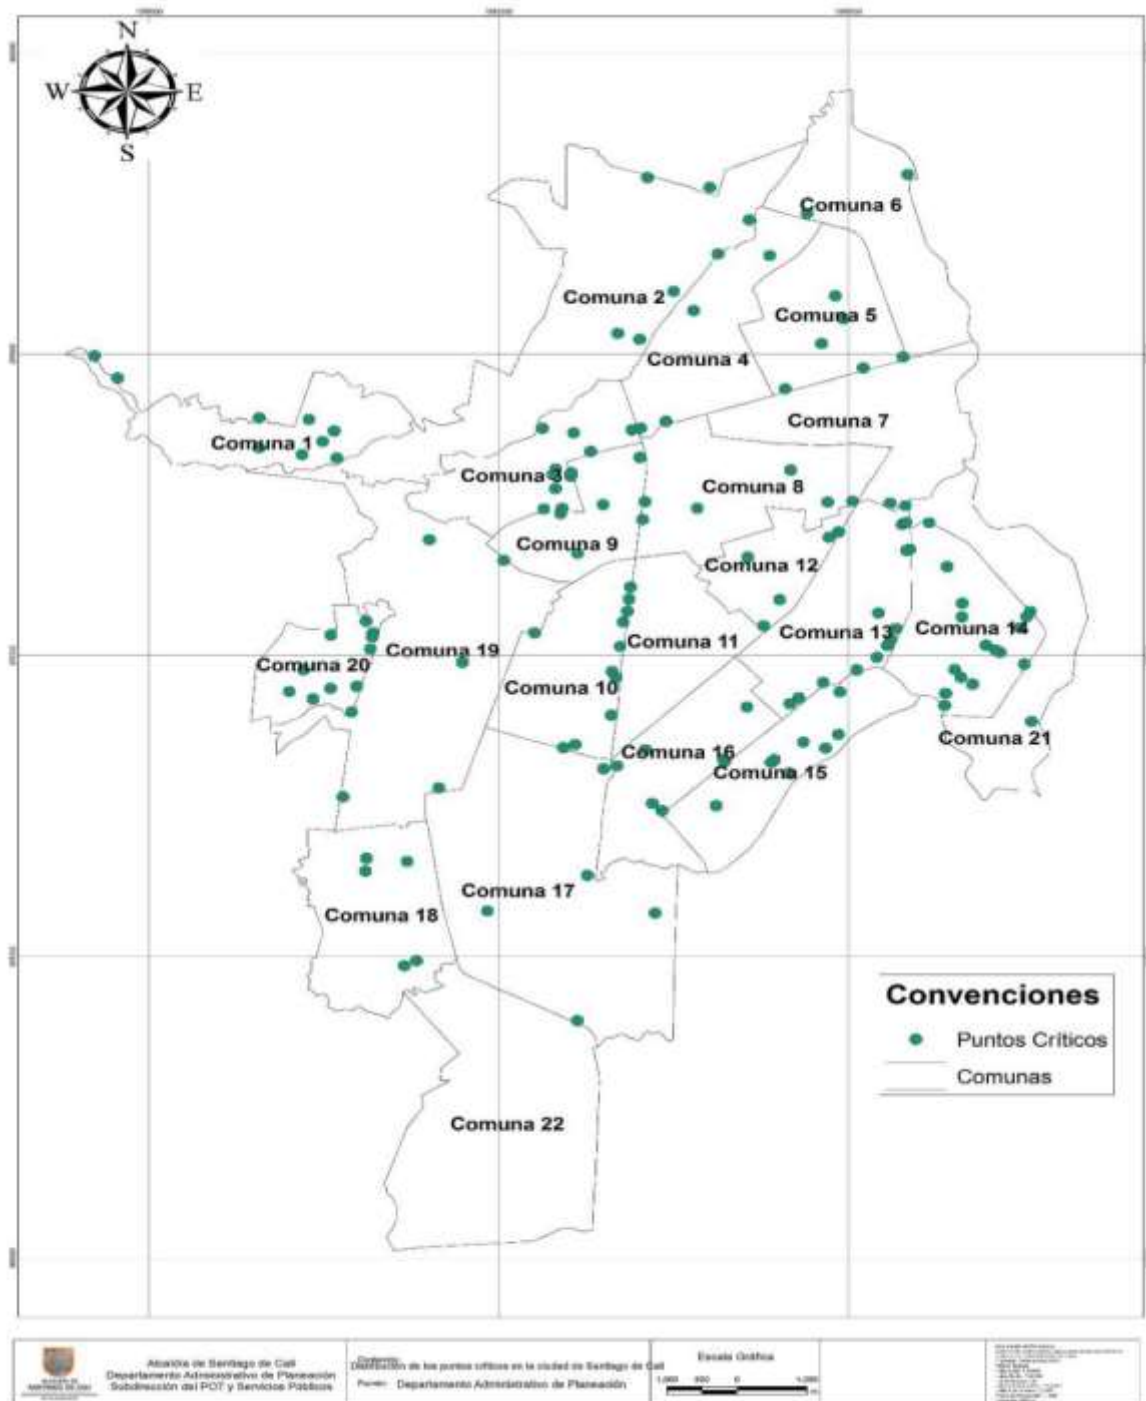 N
W
E
S
Comuna 6
Comuna 2
Comuna 5
Comuna 4
Comuna 7
Comuna 1
Comuna 3
Comuna 8
Comuna 9
Comuna 12
Comuna 13
Comuna 14
Comuna 11
Comuna 19
Comuna 20
Comuna 10
Comuna 21
Comuna 16
Comuna 15
Comuna 17
Comuna 18
Comuna 22
Convenciones
Puntos Críticos
Comunas
Alcaldía de Santiago de Cali
Departamento Administrativo de Planeación
Subdirección del POT y Servicios Públicos
Distribución de los puntos críticos en la ciudad de Santiago de Cali
Departamento Administrativo de Planeación
Escala Gráfica